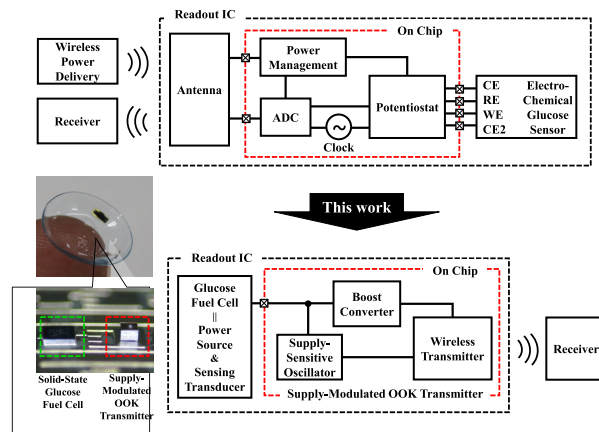 Readout IC
On Chip
Wireless
Power
Delivery
Receiver
Antenna
Power
Management
ADC
Clock
Potentiostat
CE Electro-
RE Chemical
WE Glucose
CE2 Sensor
This work
Readout IC
On Chip
Glucose
Fuel Cell
||
Power
Source
&
Sensing
Transducer
Boost
Converter
Supply-
Sensitive
Oscillator
Wireless
Transmitter
Supply-Modulated OOK Transmitter
Receiver
Solid-State
Glucose
Fuel Cell
Supply-
Modulated
OOK
Transmitter